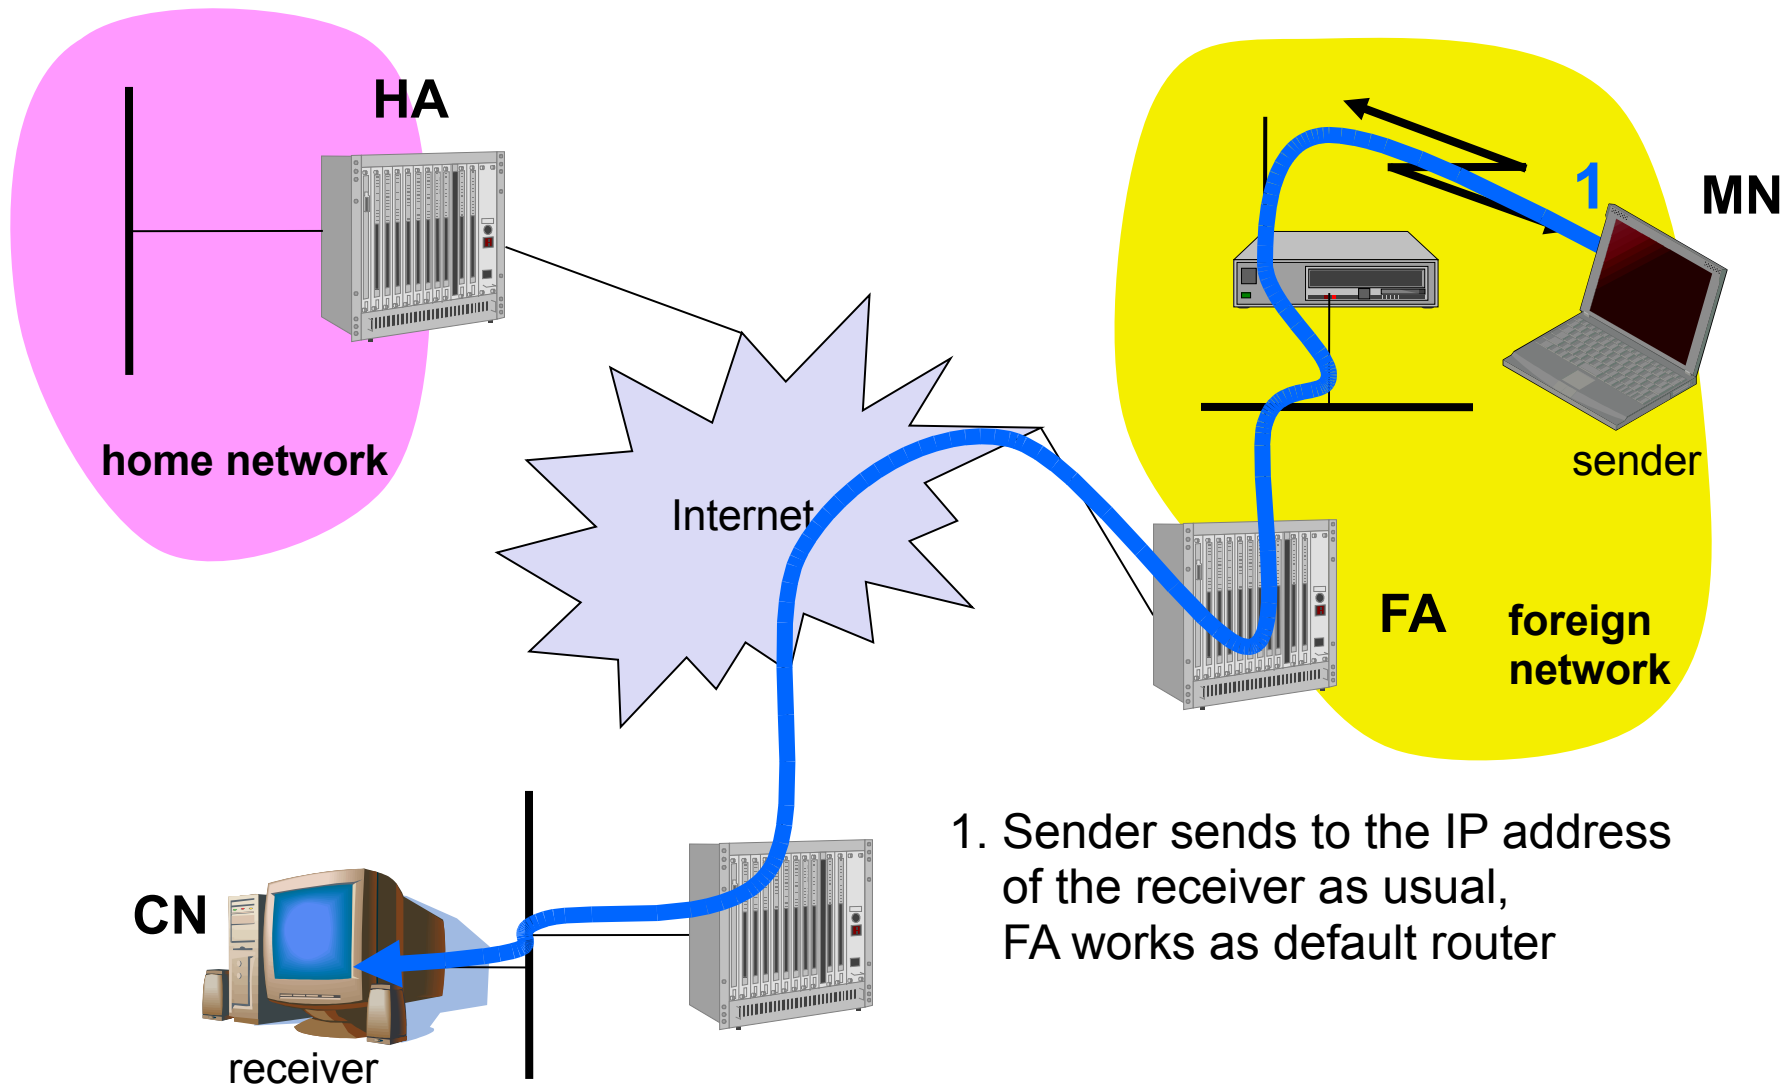 HA
1
MN
home network
sender
Internet
FA
foreign
network
1. Sender sends to the IP address
of the receiver as usual,
FA works as default router
CN
receiver